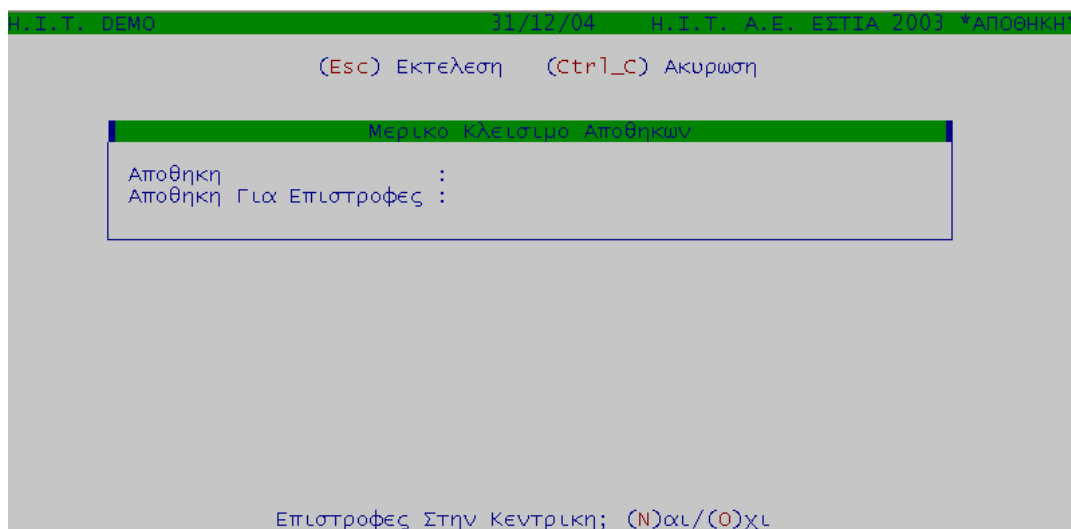 H.I.T. DEMO 31/12/04 H.I.T. A.E. ΕΣΤΙΑ 2003 *ΑΠΟΘΗΚΗ*
(Esc) Εκτελεση (Ctrl_C) Ακυρωση
Μερικο Κλεισιμο Αποθηκων
Αποθηκη :
Αποθηκη Για Επιστροφες :
Επιστροφες Στην Κεντρικη; (Ν)αι/(Ο)χι